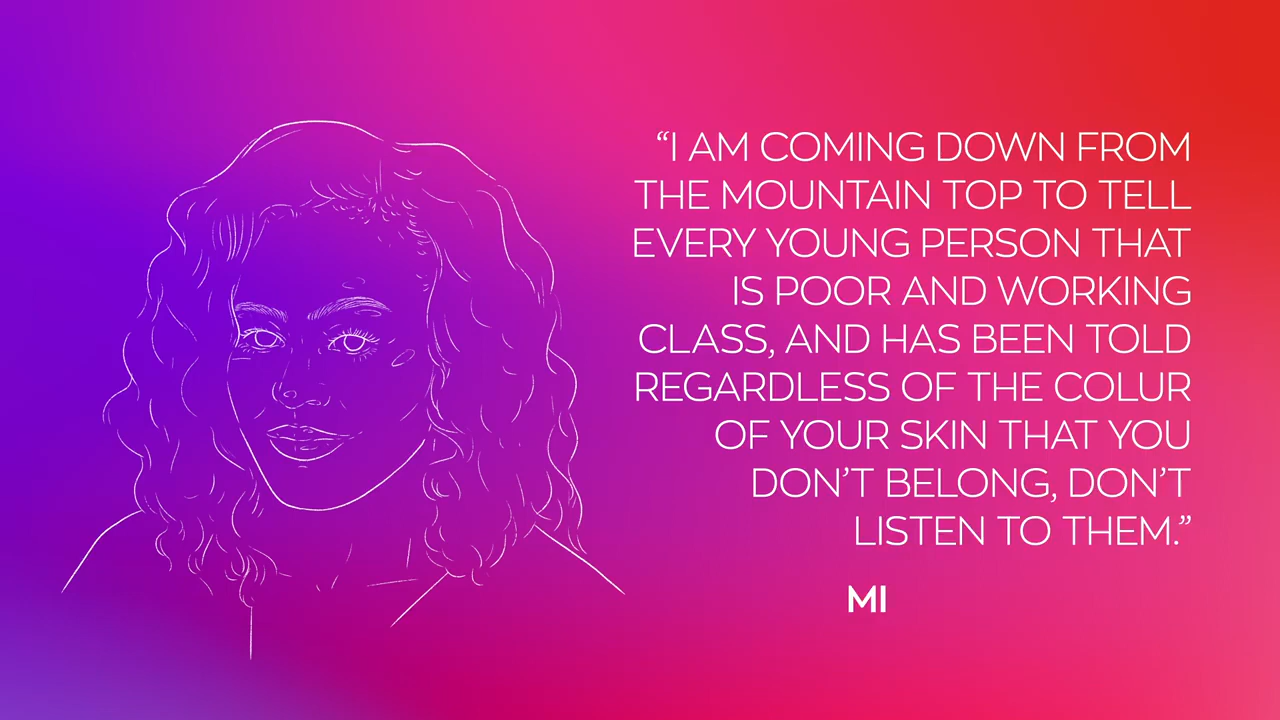 “I AM COMING DOWN FROM
THE MOUNTAIN TOP TO TELL
EVERY YOUNG PERSON THAT
IS POOR AND WORKING
CLASS, AND HAS BEEN TOLD
REGARDLESS OF THE COLUR
OF YOUR SKIN THAT YOU
DON’T BELONG, DON’T
LISTEN TO THEM.”
MI